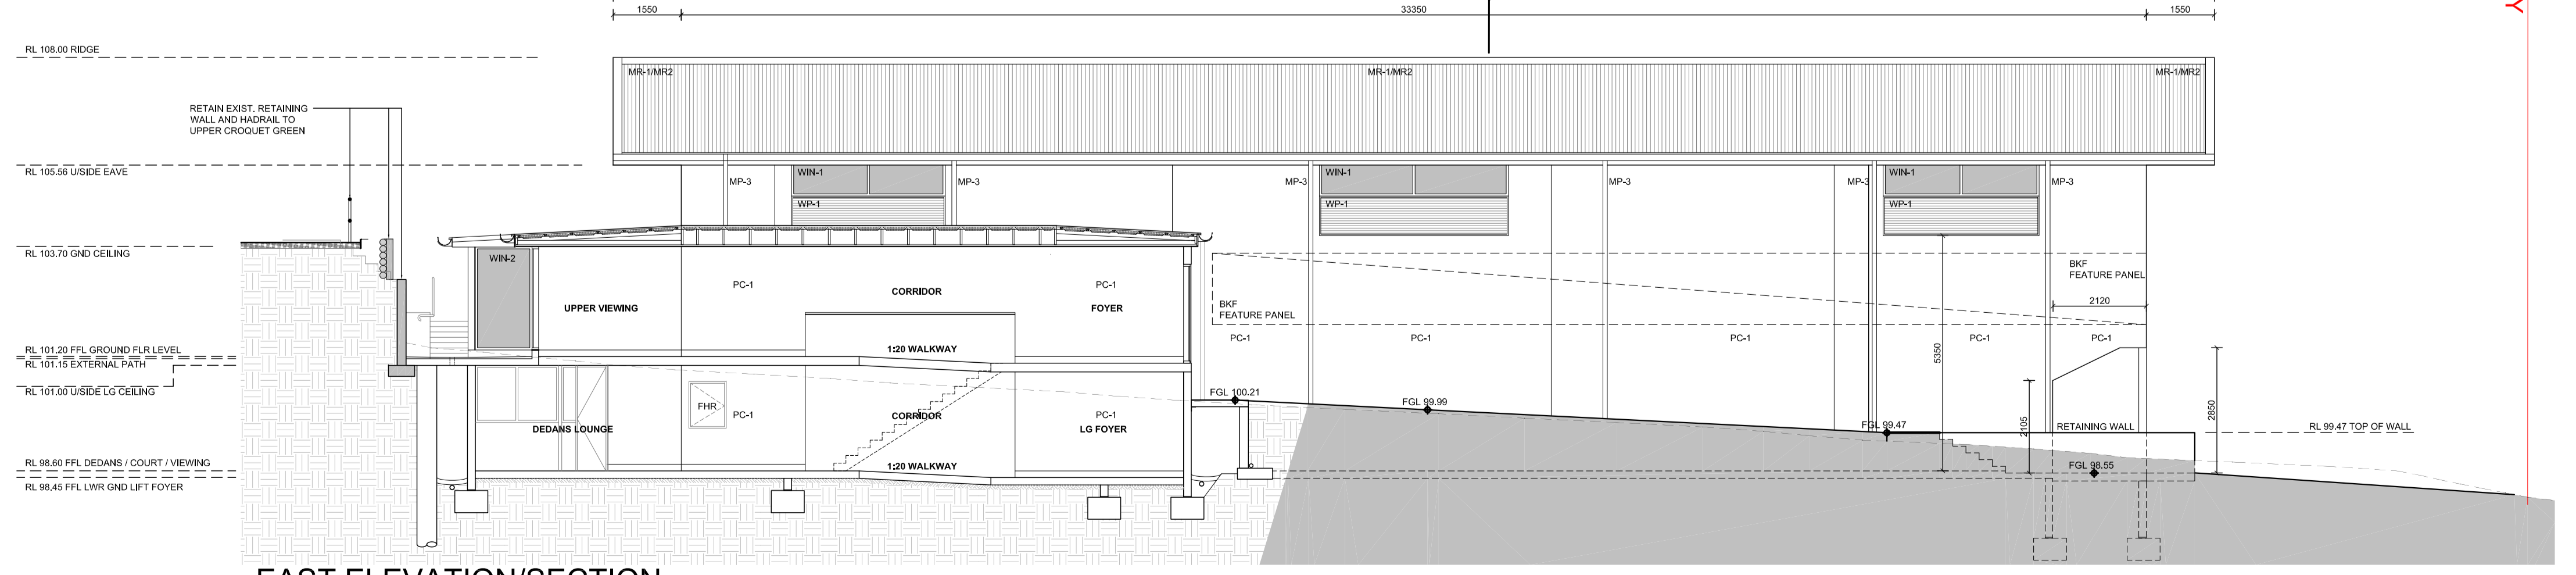 1550
33350
1550
Y
RL 108.00 RIDGE
MR-1/MR2
MR-1/MR2
MR-1/MR2
RETAIN EXIST. RETAINING
WALL AND HADRAIL TO
UPPER CROQUET GREEN
RL 105.56 U/SIDE EAVE
MP-3
WIN-1
WP-1
MP-3
MP-3
WIN-1
WP-1
MP-3
MP-3
WIN-1
WP-1
MP-3
RL 103.70 GND CEILING
WIN-2
UPPER VIEWING
PC-1
CORRIDOR
PC-1
FOYER
BKF
FEATURE PANEL
BKF
FEATURE PANEL
2120
PC-1
PC-1
PC-1
PC-1
PC-1
5350
RL 101.20 FFL GROUND FLR LEVEL
RL 101.15 EXTERNAL PATH
RL 101.00 U/SIDE LG CEILING
1:20 WALKWAY
FHR
PC-1
DEDANS LOUNGE
CORRIDOR
PC-1
LG FOYER
1:20 WALKWAY
FGL 100.21
FGL 99.99
FGL 99.47
2105
RETAINING WALL
2850
RL 99.47 TOP OF WALL
FGL 98.55
RL 98.60 FFL DEDANS / COURT / VIEWING
RL 98.45 FFL LWR GND LIFT FOYER
EAST ELEVATION/SECTION